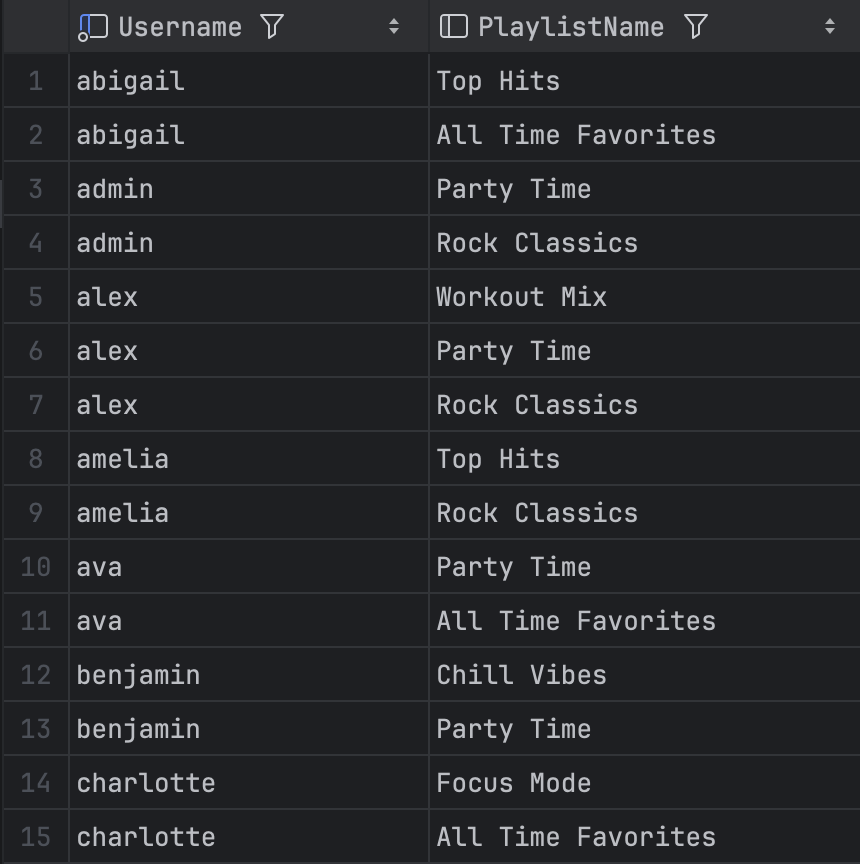 Username PlaylistName
1 abigail Top Hits
2 abigail All Time Favorites
3 admin Party Time
4 admin Rock Classics
5 alex Workout Mix
6 alex Party Time
7 alex Rock Classics
8 amelia Top Hits
9 amelia Rock Classics
10 ava Party Time
11 ava All Time Favorites
12 benjamin Chill Vibes
13 benjamin Party Time
14 charlotte Focus Mode
15 charlotte All Time Favorites